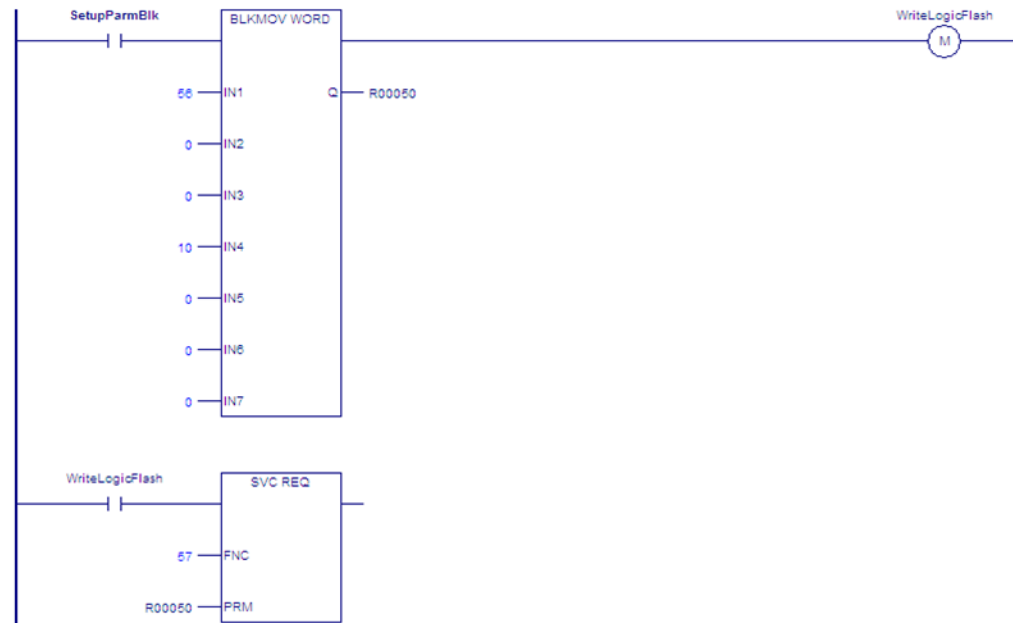 SetupParmBlk
BLKMOV WORD
WriteLogicFlash
M
56 IN1 Q R00050
0 IN2
0 IN3
10 IN4
0 IN5
0 IN6
0 IN7
WriteLogicFlash
SVC REQ
57 FNC
R00050 PRM